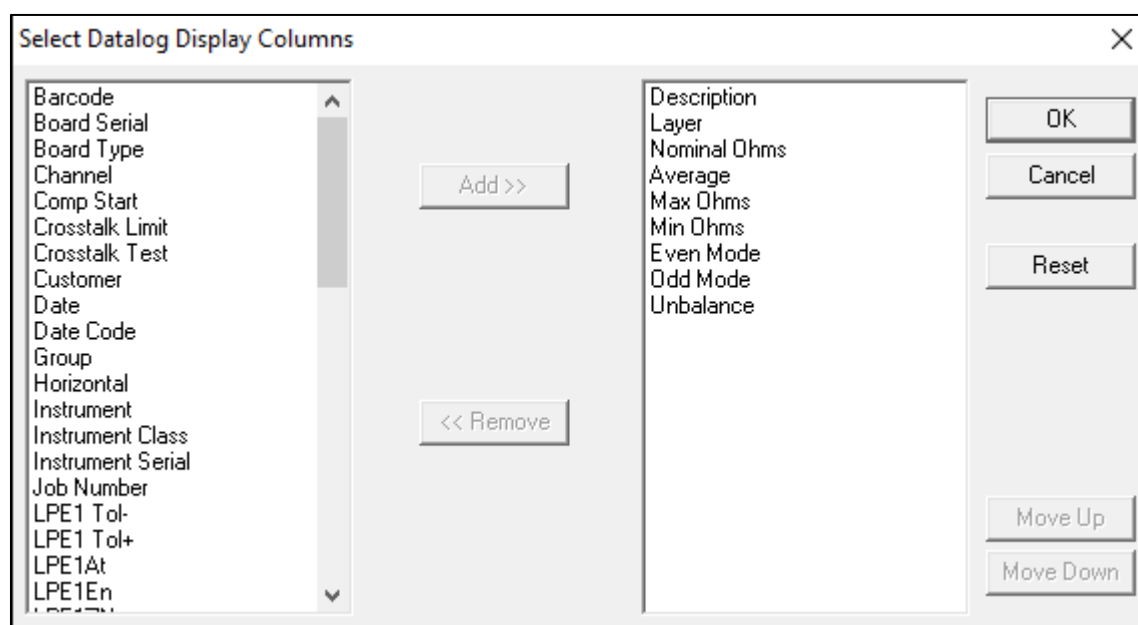 Select Datalog Display Columns
Barcode
Board Serial
Board Type
Channel
Comp Start
Crosstalk Limit
Crosstalk Test
Customer
Date
Date Code
Group
Horizontal
Instrument
Instrument Class
Instrument Serial
Job Number
LPE1 Tol-
LPE1 Tol+
LPE1At
LPE1En
Add >>
<< Remove
Description
Layer
Nominal Ohms
Average
Max Ohms
Min Ohms
Even Mode
Odd Mode
Unbalance
OK
Cancel
Reset
Move Up
Move Down